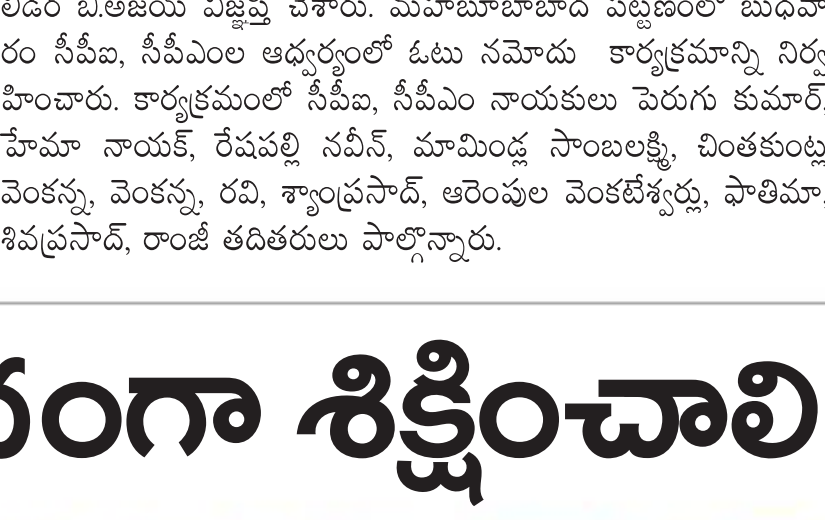 లీడర్ బి.అజయ్ విజ్ఞప్తి చేశారు. మహబూబాబాద్ పట్టణంలో బుధవా
రం సీపీఐ, సీపీఎంల ఆధ్వర్యంలో ఓటు నమోదు కార్యక్రమాన్ని నిర్వ
హించారు. కార్యక్రమంలో సీపీఐ, సీపీఎం నాయకులు పెరుగు కుమార్,
హేమా నాయక్, రేషపల్లి నవీన్, మామిండ్ల సాంబలక్ష్మి, చింతకుంట్ల
వెంకన్న, వెంకన్న, రవి, శ్యాంప్రసాద్, ఆరెంపుల వెంకటేశ్వర్లు, ఫాతిమా,
శివప్రసాద్, రాంజీ తదితరులు పాల్గొన్నారు.
శిక్షించాలి